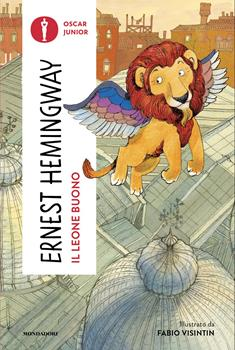 OSCAR
JUNIOR
ERNEST HEMINGWAY
IL LEONE BUONO
Illustrato da
FABIO VISINTIN
MONDADORI